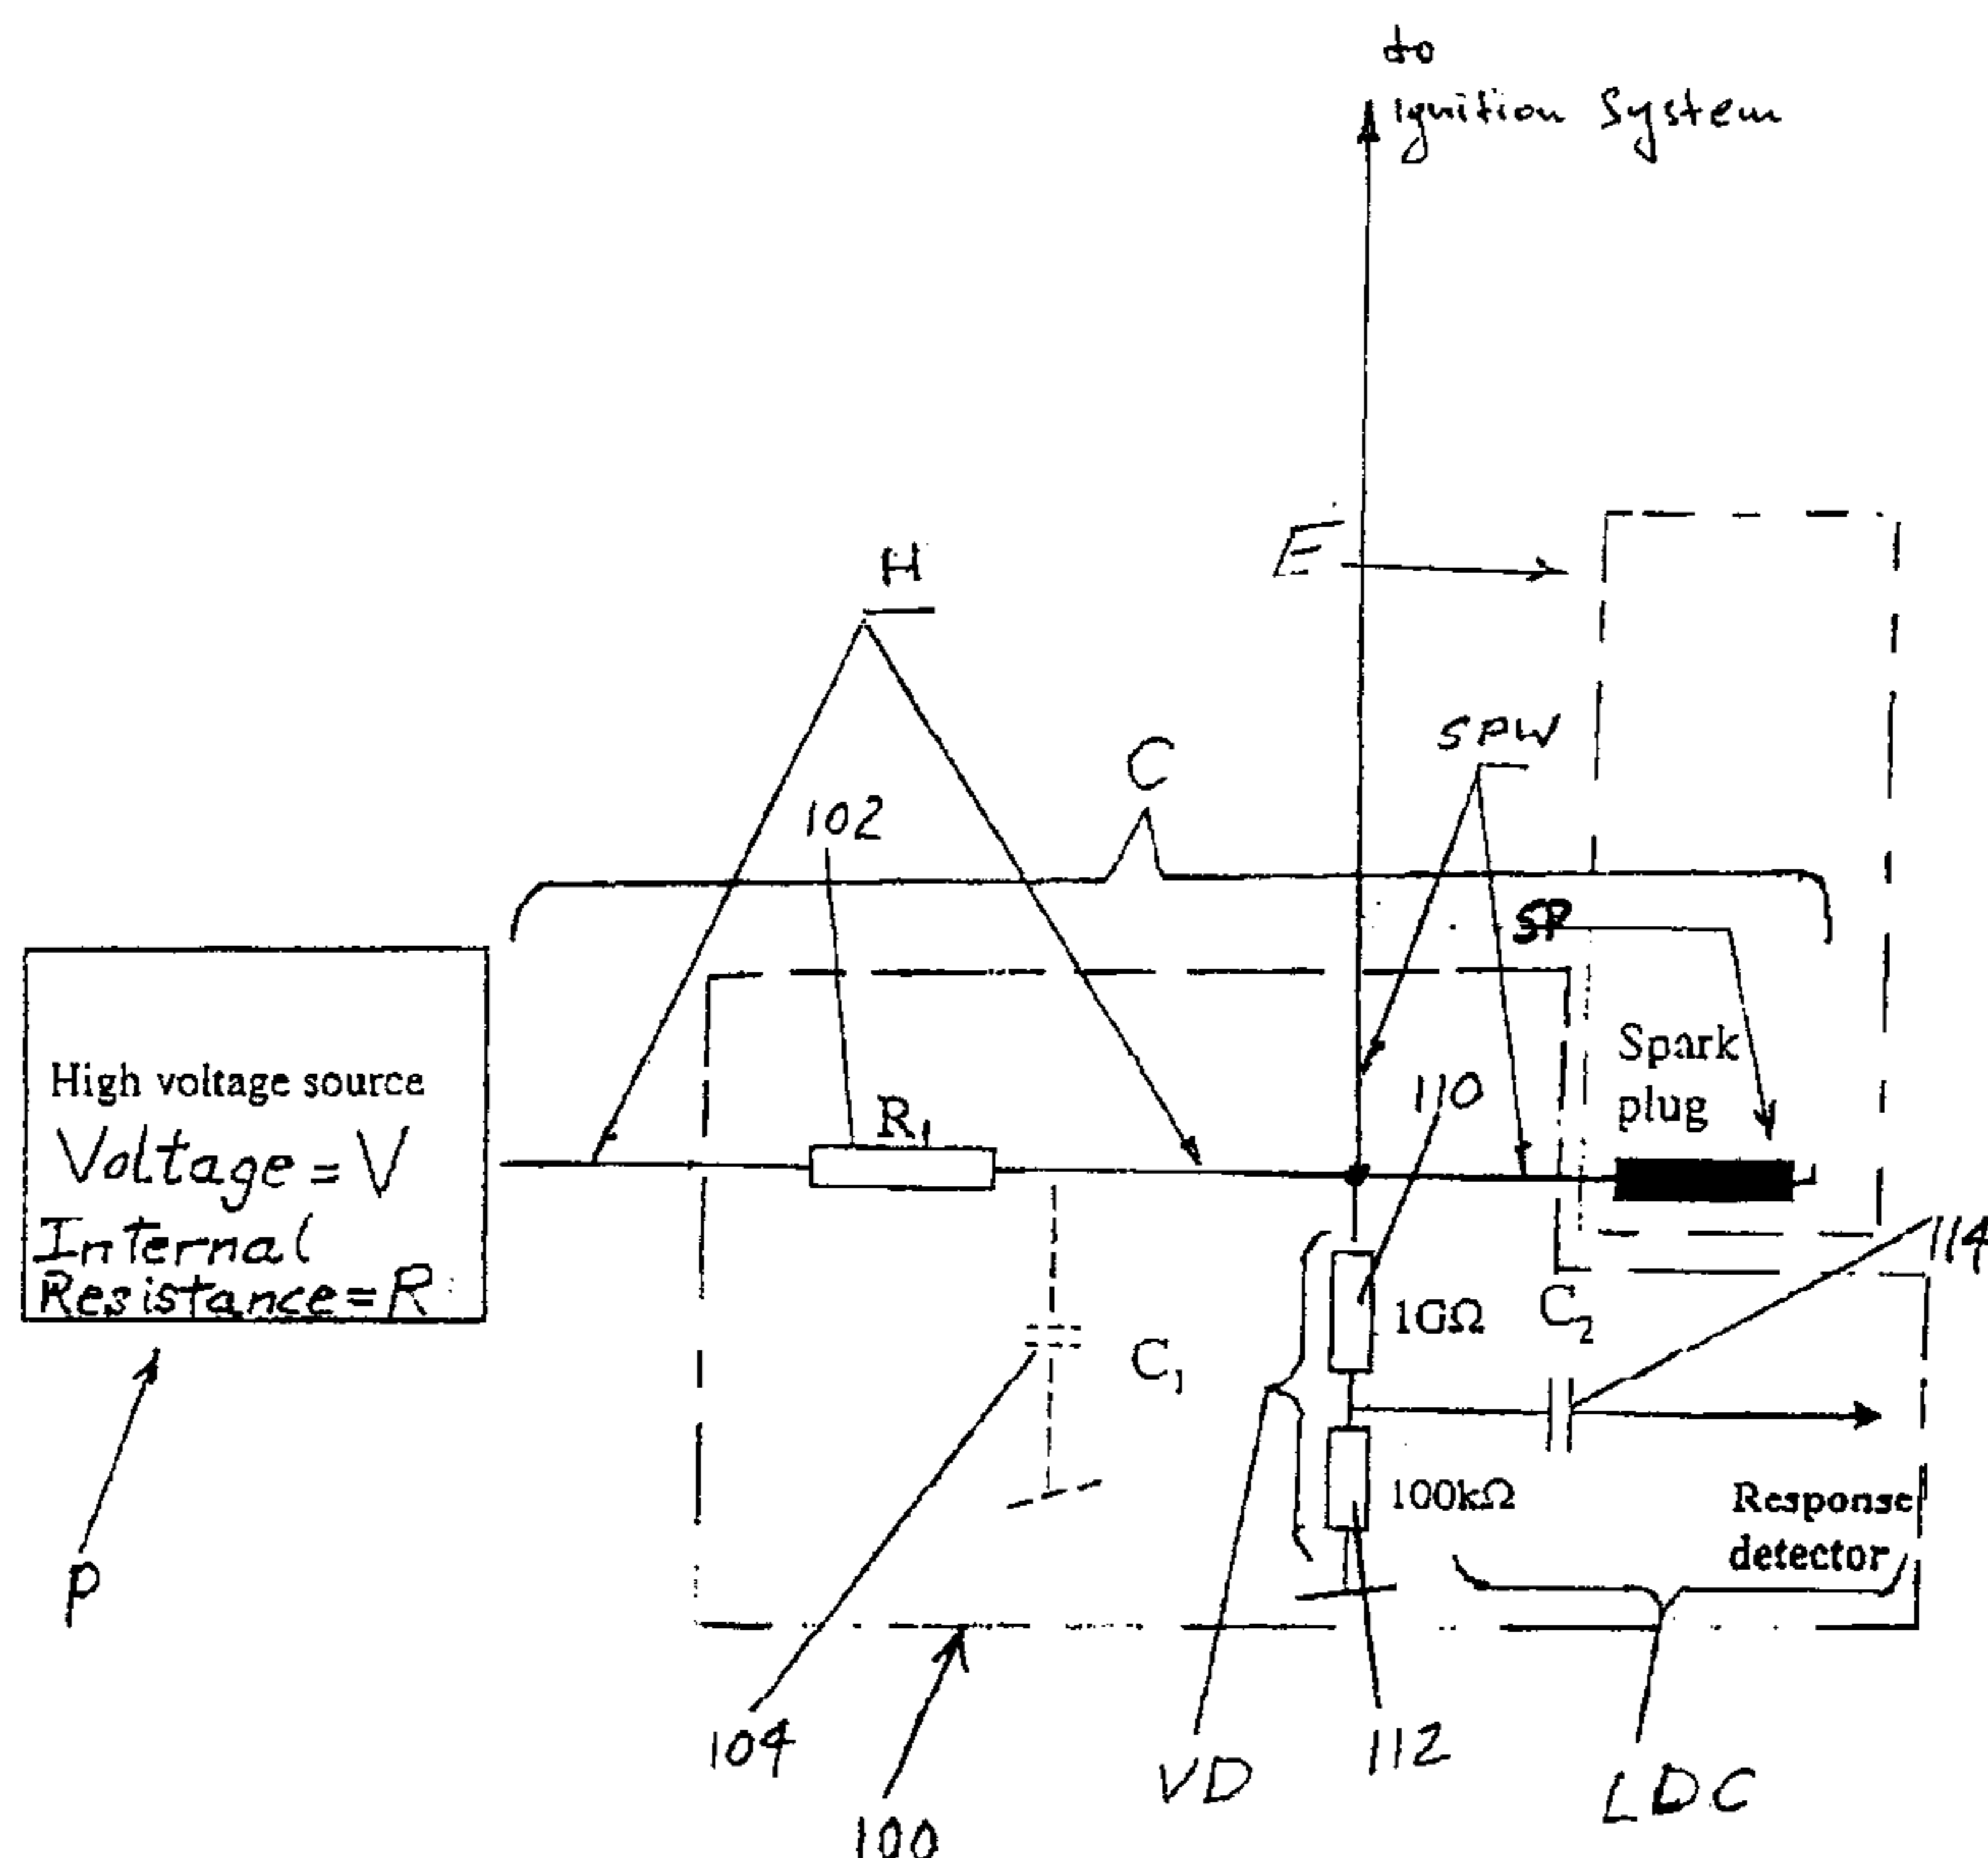 to
Ignition System
E
H
SPW
C
102
SP
Spark
plug
110
High voltage source
Voltage = V
Internal
Resistance = R
R₁
114
1GΩ
C₂
C₁
100kΩ
Response
detector
P
104
VD
112
LDC
100